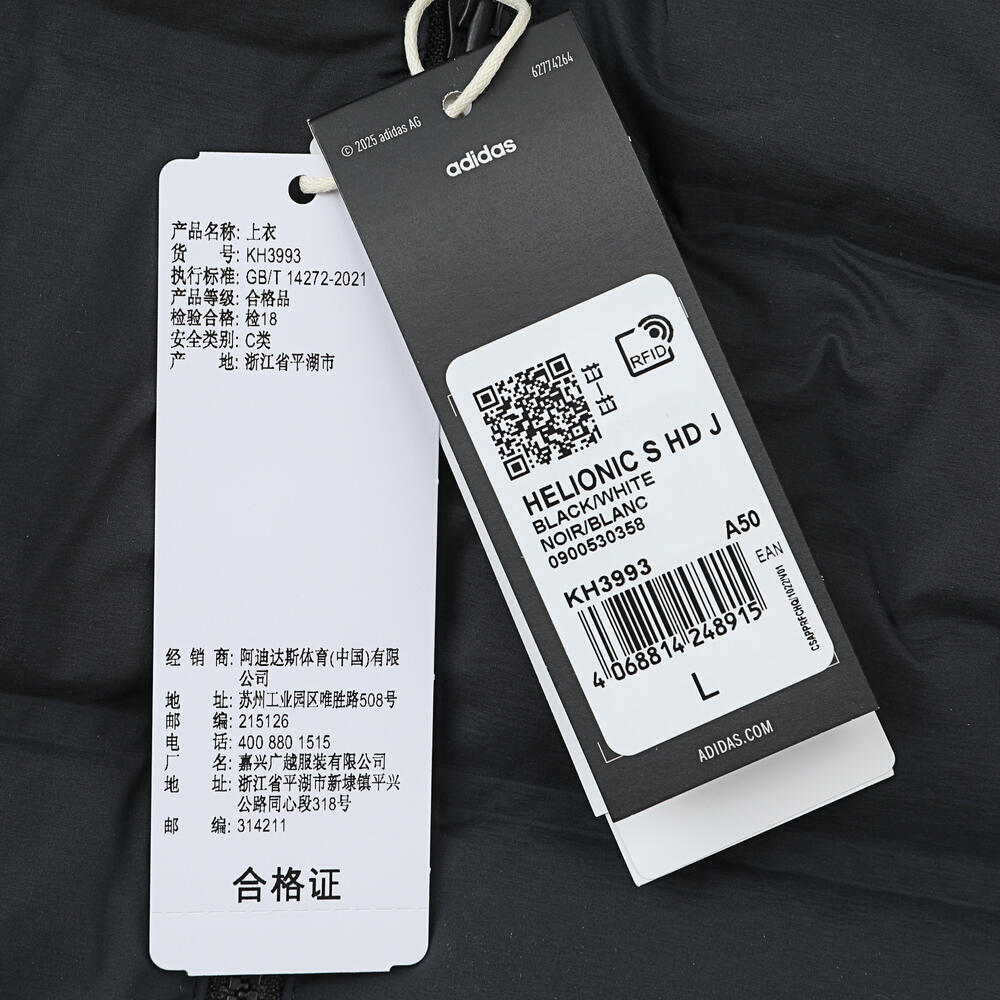 产品名称: 上衣
货 号: KH3993
执行标准: GB/T 14272-2021
产品等级: 合格品
检验合格: 检18
安全类别: C类
产 地: 浙江省平湖市
经 销 商: 阿迪达斯体育(中国)有限
公司
地 址: 苏州工业园区唯胜路508号
邮 编: 215126
电 话: 400 880 1515
厂 名: 嘉兴广越服装有限公司
地 址: 浙江省平湖市新埭镇平兴
公路同心段318号
邮 编: 314211
合格证
© 2025 adidas AG
62774264
adidas
RFID
HELIONIC S HD J
BLACK/WHITE
NOIR/BLANC
0900530358
A50
KH3993
EAN
4 068814 248915
CSAPPRFCHQ/1022/V01
L
ADIDAS.COM